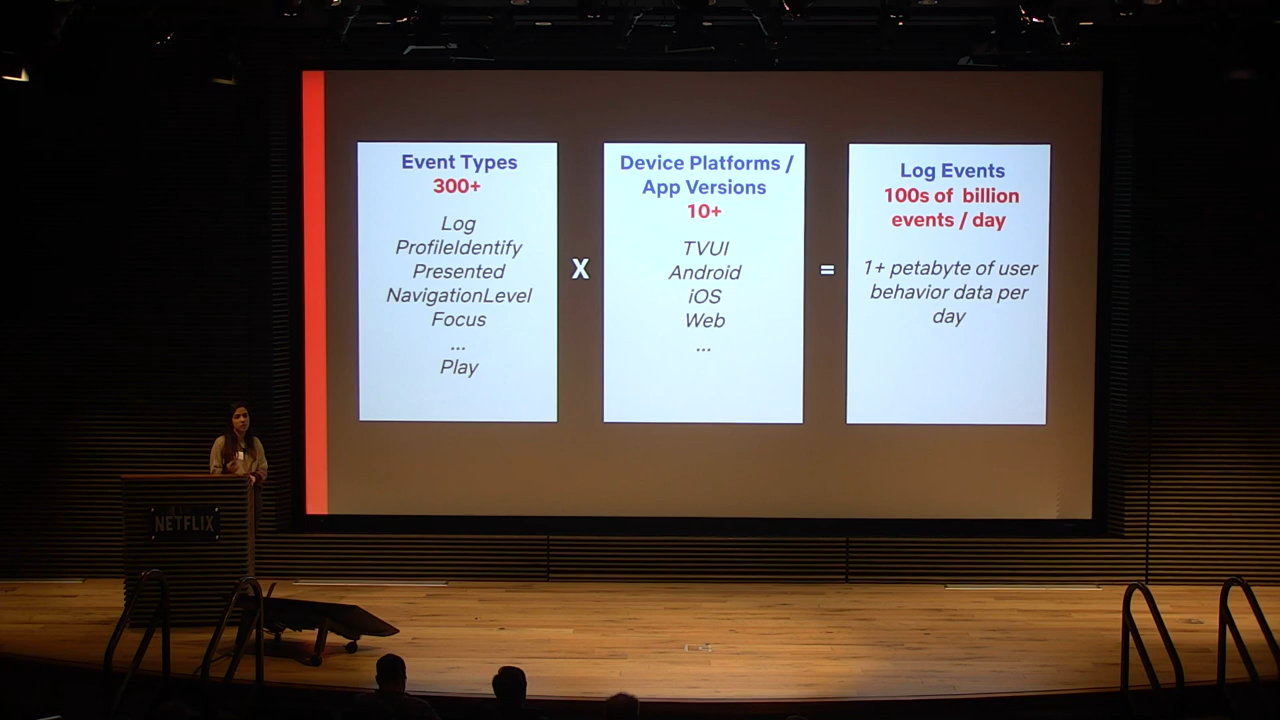 Event Types
300+
Log
ProfileIdentify
Presented
NavigationLevel
Focus
...
Play
X
Device Platforms /
App Versions
10+
TVUI
Android
iOS
Web
...
=
Log Events
100s of billion
events / day
1+ petabyte of user
behavior data per
day
NETFLIX